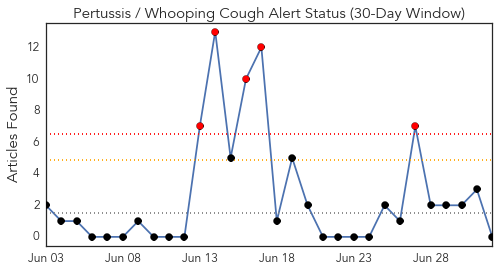 Pertussis / Whooping Cough Alert Status (30-Day Window)
Articles Found
12
10
8
6
4
2
0
Jun 03
Jun 08
Jun 13
Jun 18
Jun 23
Jun 28